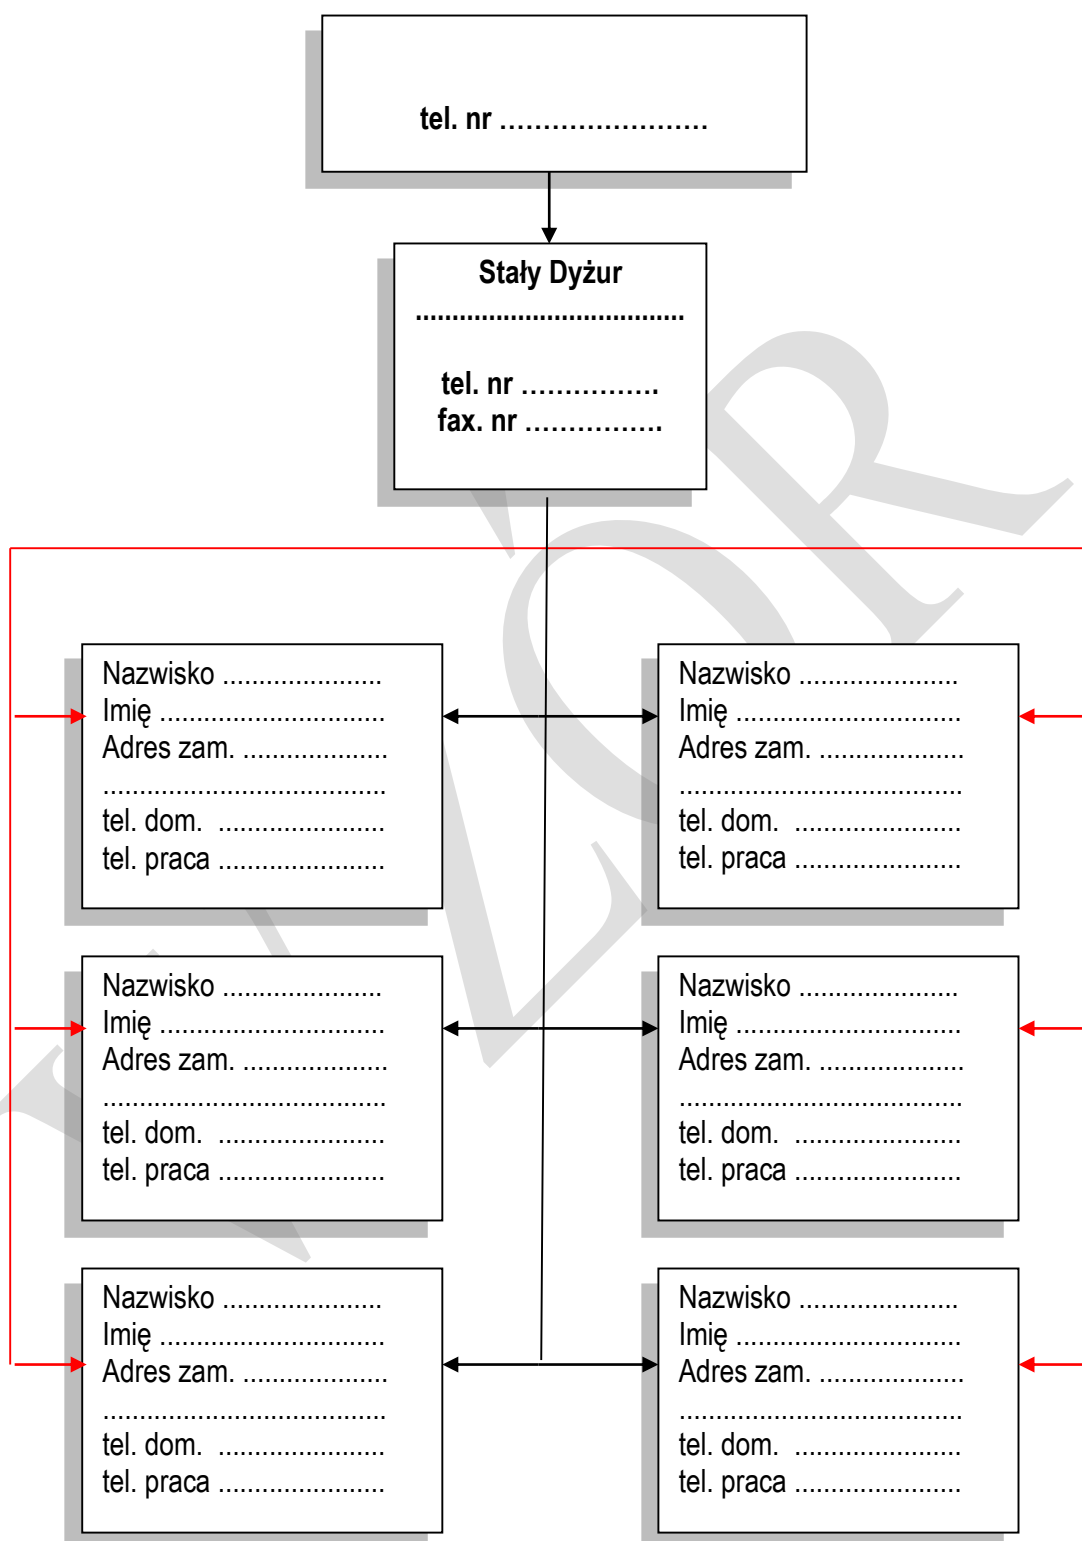 tel. nr ……………………
Stały Dyżur
.....................................
tel. nr …………….
fax. nr …………….
Nazwisko ......................
Imię ...............................
Adres zam. ....................
.......................................
tel. dom.  .......................
tel. praca .......................
Nazwisko ......................
Imię ...............................
Adres zam. ....................
.......................................
tel. dom.  .......................
tel. praca .......................
Nazwisko ......................
Imię ...............................
Adres zam. ....................
.......................................
tel. dom.  .......................
tel. praca .......................
Nazwisko ......................
Imię ...............................
Adres zam. ....................
.......................................
tel. dom.  .......................
tel. praca .......................
Nazwisko ......................
Imię ...............................
Adres zam. ....................
.......................................
tel. dom.  .......................
tel. praca .......................
Nazwisko ......................
Imię ...............................
Adres zam. ....................
.......................................
tel. dom.  .......................
tel. praca .......................
WZÓR